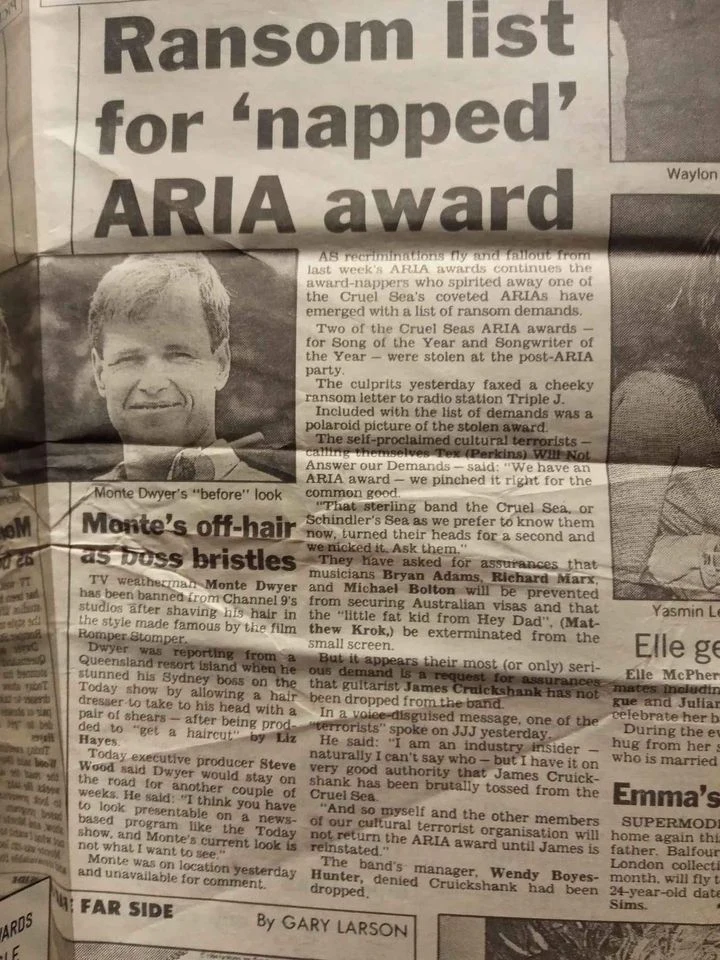 Ransom list
for ‘napped’
ARIA award
AS recriminations fly and fallout from
last week's ARIA awards continues the
award-nappers who spirited away one of
the Cruel Sea's coveted ARIAs have
emerged with a list of ransom demands.
Two of the Cruel Seas ARIA awards —
for Song of the Year and Songwriter of
the Year — were stolen at the post-ARIA
party.
The culprits yesterday faxed a cheeky
ransom letter to radio station Triple J.
Included with the list of demands was a
polaroid picture of the stolen award.
The self-proclaimed cultural terrorists —
calling themselves Tex (Perkins) Will Not
Answer our Demands — said: "We have an
ARIA award — we pinched it right for the
common good.
"That sterling band the Cruel Sea, or
Schindler's Sea as we prefer to know them
now, turned their heads for a second and
we nicked it. Ask them."
They have asked for assurances that
musicians Bryan Adams, Richard Marx,
and Michael Bolton will be prevented
from securing Australian visas and that
the "little fat kid from Hey Dad", (Mat-
thew Krok,) be exterminated from the
small screen.
But it appears their most (or only) seri-
ous demand is a request for assurances
that guitarist James Cruickshank has not
been dropped from the band.
In a voice-disguised message, one of the
"terrorists" spoke on JJJ yesterday.
He said: "I am an industry insider —
naturally I can't say who — but I have it on
very good authority that James Cruick-
shank has been brutally tossed from the
Cruel Sea.
"And so myself and the other members
of our cultural terrorist organisation will
not return the ARIA award until James is
reinstated."
The band's manager, Wendy Boyes-
Hunter, denied Cruickshank had been
dropped.
Monte Dwyer's "before" look
Monte's off-hair
as boss bristles
TV weatherman Monte Dwyer
has been banned from Channel 9's
studios after shaving his hair in
the style made famous by the film
Romper Stomper.
Dwyer was reporting from a
Queensland resort island when he
stunned his Sydney boss on the
Today show by allowing a hair
dresser to take to his head with a
pair of shears — after being prod-
ded to "get a haircut" by Liz
Hayes.
Today executive producer Steve
Wood said Dwyer would stay on
the road for another couple of
weeks. He said: "I think you have
to look presentable on a news-
based program like the Today
show, and Monte's current look is
not what I want to see."
Monte was on location yesterday
and unavailable for comment.
FAR SIDE
By GARY LARSON
Waylon
Yasmin Le
Elle ge
Elle McPher
mates includin
gue and Julian
celebrate her b
During the ev
hug from her s
who is married
Emma's
SUPERMODE
home again thi
father. Balfour
London collecti
month, will fly t
24-year-old date
Sims.
ARDS
LE